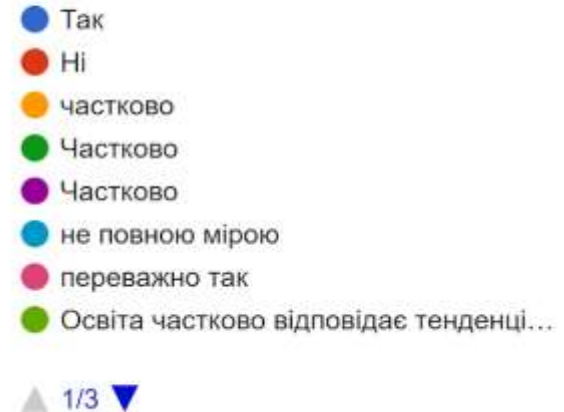 Так
Ні
частково
Частково
Частково
не повною мірою
переважно так
Освіта частково відповідає тенденці...
1/3